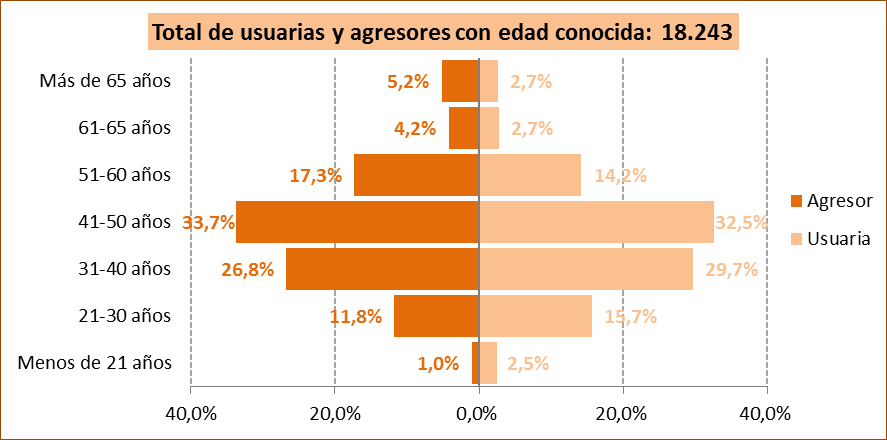 Total de usuarias y agresores con edad conocida: 18.243
Más de 65 años 5,2% 2,7%
61-65 años 4,2% 2,7%
51-60 años 17,3% 14,2%
41-50 años 33,7% 32,5%
31-40 años 26,8% 29,7%
21-30 años 11,8% 15,7%
Menos de 21 años 1,0% 2,5%
40,0% 20,0% 0,0% 20,0% 40,0%
Agresor
Usuaria